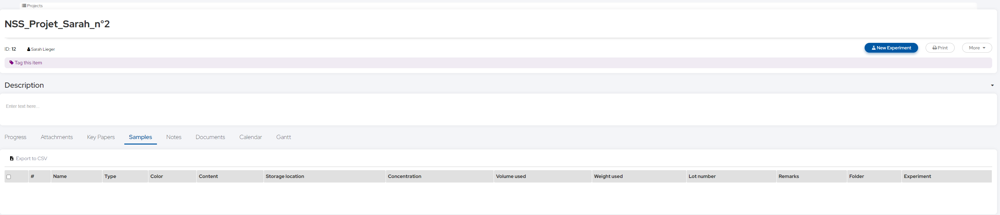 Projects
NSS_Projet_Sarah_n°2
ID: 12 Sarah Lieger New Experiment Print More
Tag this item
Description
Enter text here...
Progress Attachments Key Papers Samples Notes Documents Calendar Gantt
Export to CSV
# Name Type Color Content Storage location Concentration Volume used Weight used Lot number Remarks Folder Experiment